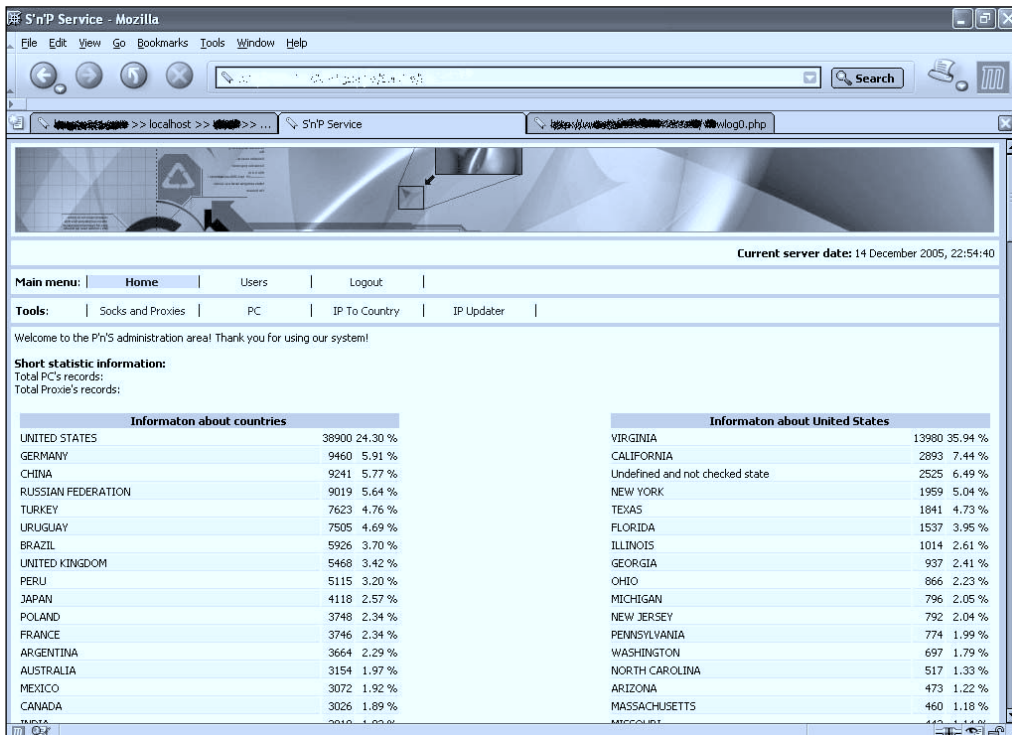 S'n'P Service - Mozilla
File Edit View Go Bookmarks Tools Window Help
Search
>> localhost >> >> ...
S'n'P Service
wlog0.php
Current server date: 14 December 2005, 22:54:40
Main menu: Home Users Logout
Tools: Socks and Proxies PC IP To Country IP Updater
Welcome to the P'n'S administration area! Thank you for using our system!
Short statistic information:
Total PC's records:
Total Proxie's records:
Informaton about countries
UNITED STATES 38900 24.30 %
GERMANY 9460 5.91 %
CHINA 9241 5.77 %
RUSSIAN FEDERATION 9019 5.64 %
TURKEY 7623 4.76 %
URUGUAY 7505 4.69 %
BRAZIL 5926 3.70 %
UNITED KINGDOM 5468 3.42 %
PERU 5115 3.20 %
JAPAN 4118 2.57 %
POLAND 3748 2.34 %
FRANCE 3746 2.34 %
ARGENTINA 3664 2.29 %
AUSTRALIA 3154 1.97 %
MEXICO 3072 1.92 %
CANADA 3026 1.89 %
Informaton about United States
VIRGINIA 13980 35.94 %
CALIFORNIA 2893 7.44 %
Undefined and not checked state 2525 6.49 %
NEW YORK 1959 5.04 %
TEXAS 1841 4.73 %
FLORIDA 1537 3.95 %
ILLINOIS 1014 2.61 %
GEORGIA 937 2.41 %
OHIO 866 2.23 %
MICHIGAN 796 2.05 %
NEW JERSEY 792 2.04 %
PENNSYLVANIA 774 1.99 %
WASHINGTON 697 1.79 %
NORTH CAROLINA 517 1.33 %
ARIZONA 473 1.22 %
MASSACHUSETTS 460 1.18 %